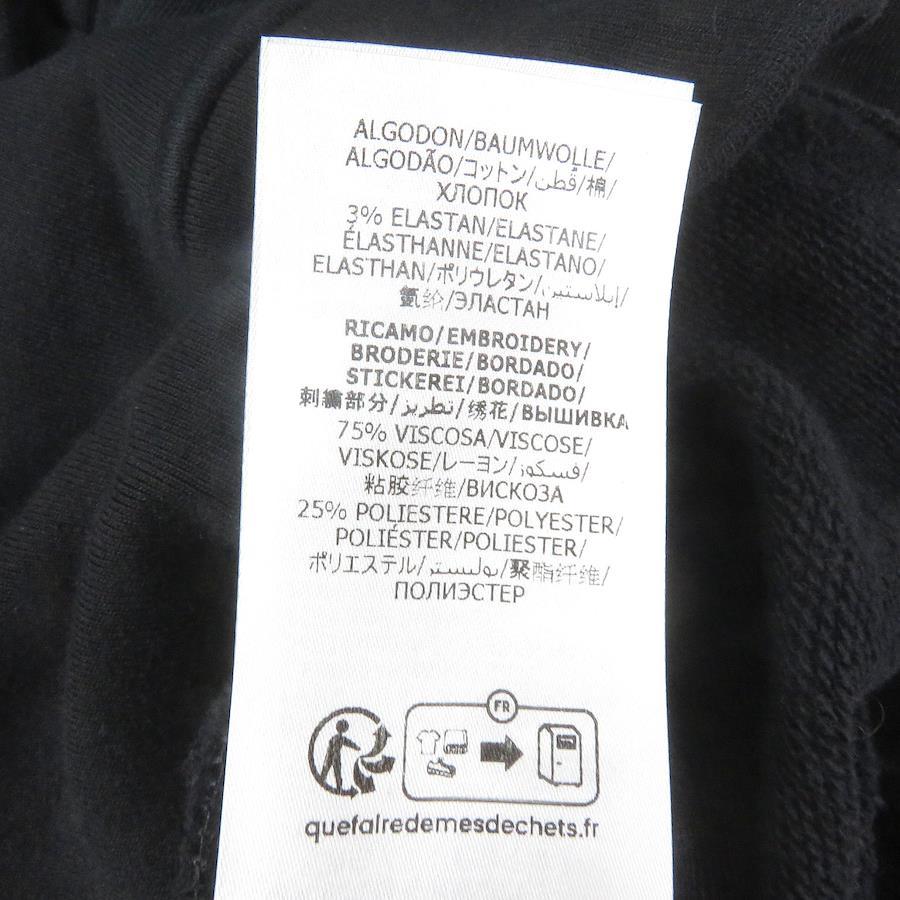 ALGODON/BAUMWOLLE/
ALGODÃO/コットン/قطن/棉/
ХЛОПОК
3% ELASTAN/ELASTANE/
ÉLASTHANNE/ELASTANO/
ELASTHAN/ポリウレタン/إيلاستين/
氨纶/ЭЛАСТАН
RICAMO/EMBROIDERY/
BRODERIE/BORDADO/
STICKEREI/BORDADO/
刺繍部分/تطريز/绣花/ВЫШИВКА
75% VISCOSA/VISCOSE/
VISKOSE/レーヨン/فسكوز/
粘胶纤维/ВИСКОЗА
25% POLIESTERE/POLYESTER/
POLIÉSTER/POLIESTER/
ポリエステル/بوليستر/聚酯纤维/
ПОЛИЭСТЕР
FR
quefairedemesdechets.fr